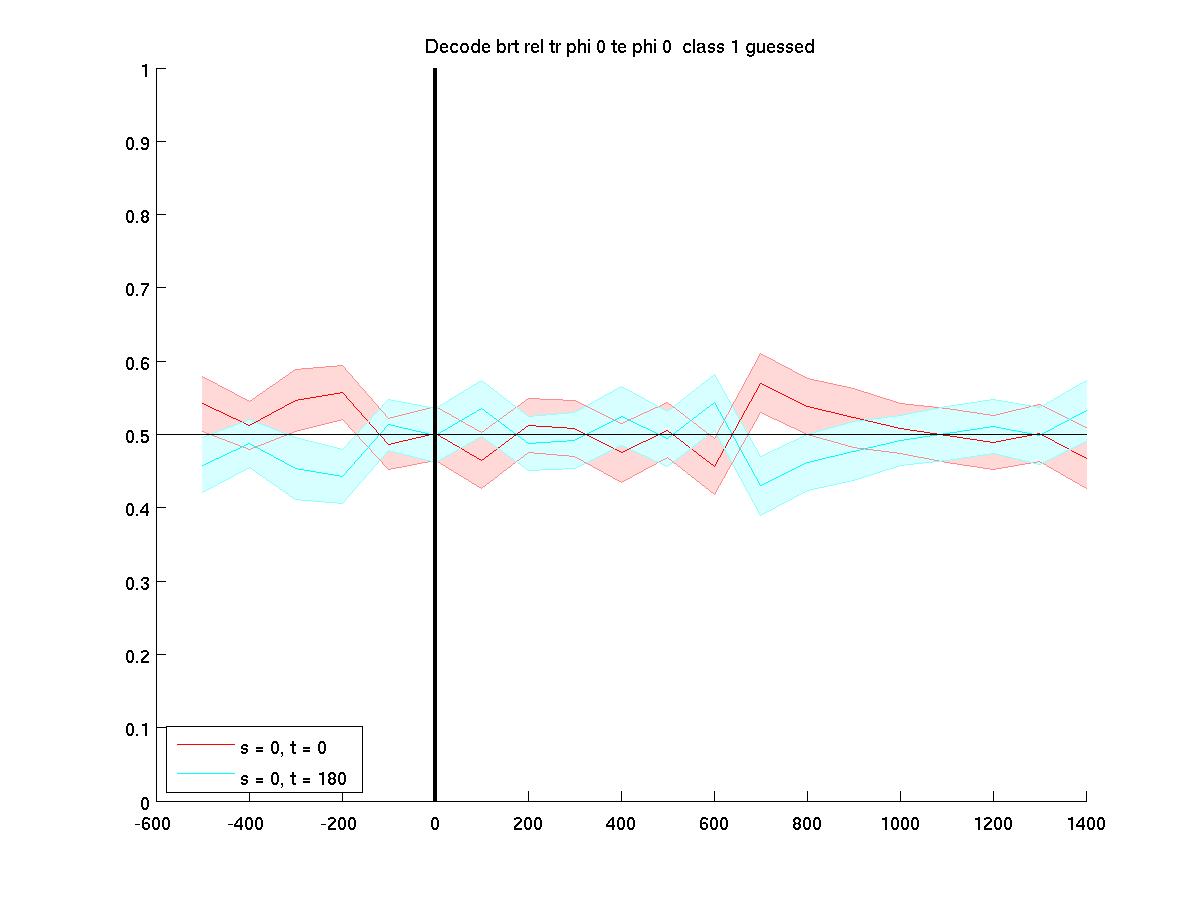 Decode brt rel tr phi 0 te phi 0  class 1 guessed
1
0.9
0.8
0.7
0.6
0.5
0.4
0.3
0.2
0.1
0
s = 0, t = 0
s = 0, t = 180
-600 -400 -200 0 200 400 600 800 1000 1200 1400